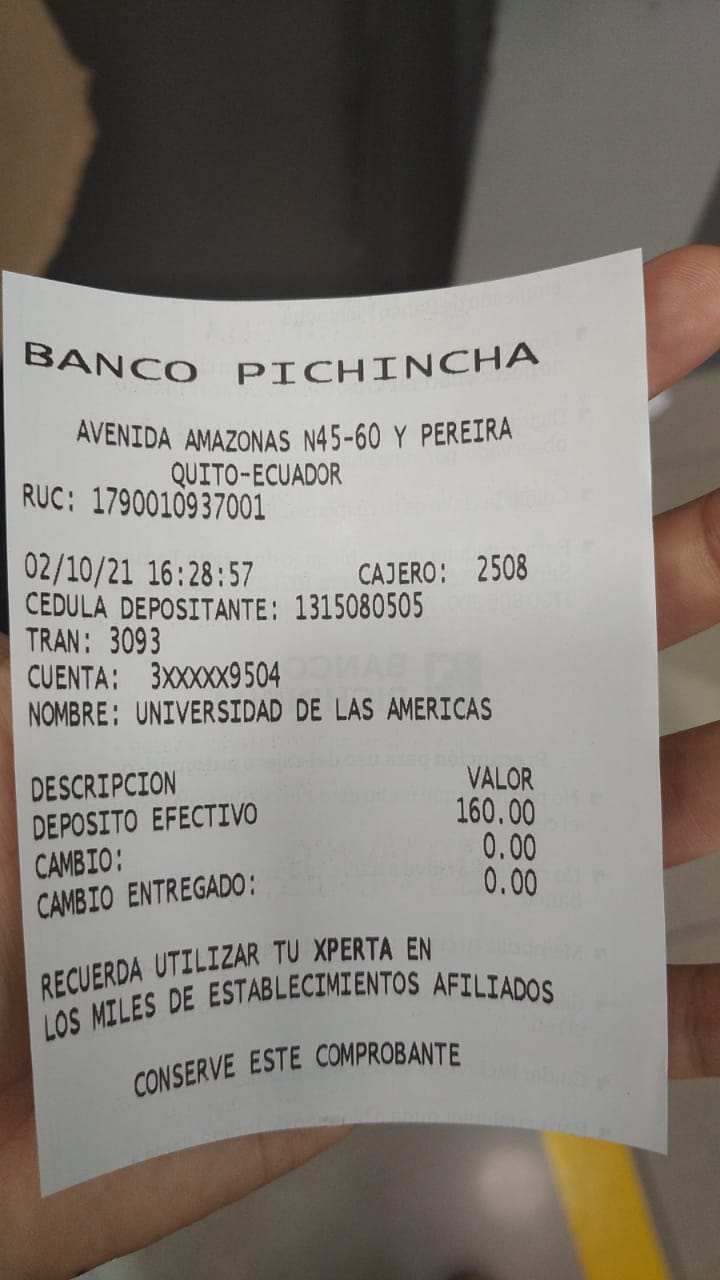 BANCO PICHINCHA
AVENIDA AMAZONAS N45-60 Y PEREIRA
QUITO-ECUADOR
RUC: 1790010937001
02/10/21 16:28:57 CAJERO: 2508
CEDULA DEPOSITANTE: 1315080505
TRAN: 3093
CUENTA: 3XXXXX9504
NOMBRE: UNIVERSIDAD DE LAS AMERICAS
DESCRIPCION VALOR
DEPOSITO EFECTIVO 160.00
CAMBIO: 0.00
CAMBIO ENTREGADO: 0.00
RECUERDA UTILIZAR TU XPERTA EN
LOS MILES DE ESTABLECIMIENTOS AFILIADOS
CONSERVE ESTE COMPROBANTE